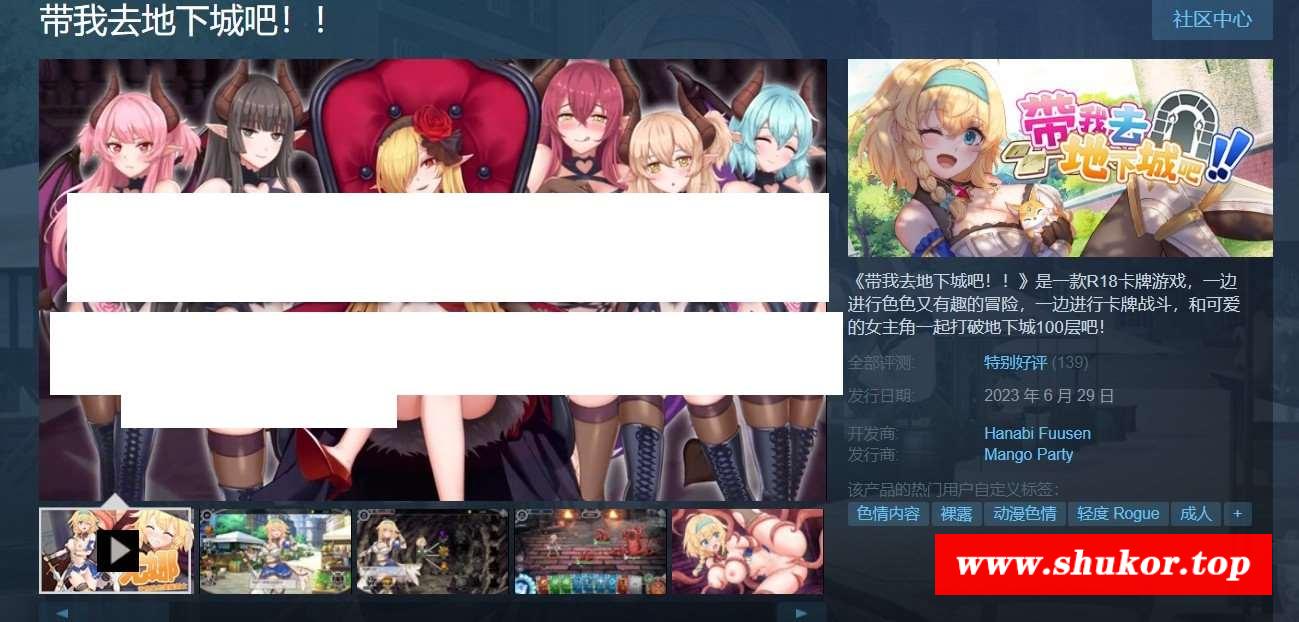 带我去地下城吧！！
社区中心
帶我去
地下城吧!!
《带我去地下城吧！！》是一款R18卡牌游戏，一边
进行色色又有趣的冒险，一边进行卡牌战斗，和可爱
的女主角一起打破地下城100层吧！
全部评测: 特别好评 (139)
发行日期: 2023 年 6 月 29 日
开发商: Hanabi Fuusen
发行商: Mango Party
该产品的热门用户自定义标签:
色情内容 裸露 动漫色情 轻度 Rogue 成人 +
www.shukor.top